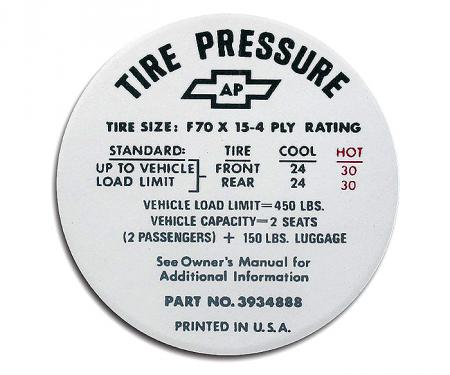 TIRE PRESSURE
AP
TIRE SIZE: F70 X 15-4 PLY RATING
STANDARD: TIRE COOL HOT
UP TO VEHICLE FRONT 24 30
LOAD LIMIT REAR 24 30
VEHICLE LOAD LIMIT=450 LBS.
VEHICLE CAPACITY=2 SEATS
(2 PASSENGERS) + 150 LBS. LUGGAGE
See Owner's Manual for
Additional Information
PART NO. 3934888
PRINTED IN U.S.A.